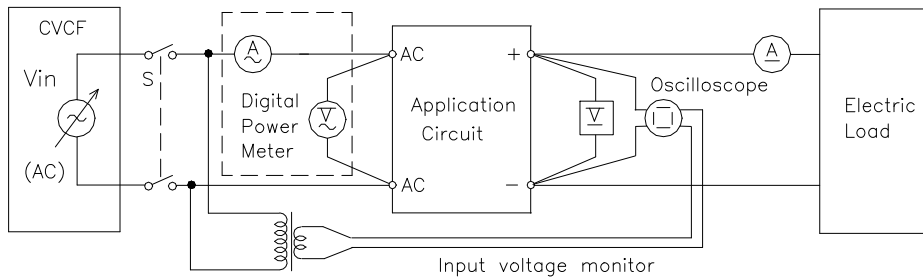 CVCF
Vin
(AC)
S
A
Digital
Power
Meter
V
AC
AC
Application
Circuit
+
−
V
Oscilloscope
A
Electric
Load
Input voltage monitor